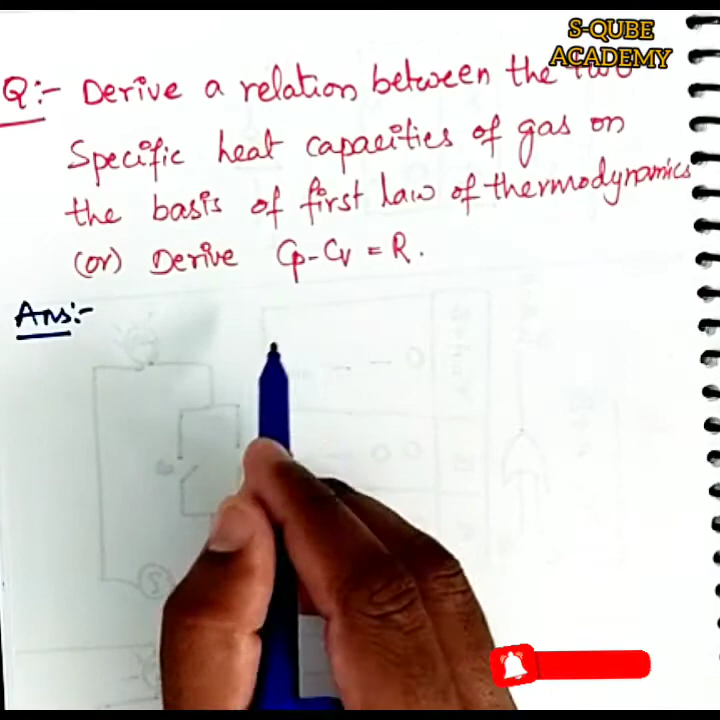 S-QUBE
ACADEMY
Q:- Derive a relation between the two
Specific heat capacities of gas on
the basis of first law of thermodynamics
(or) Derive Cp-Cv = R.
Ans:-